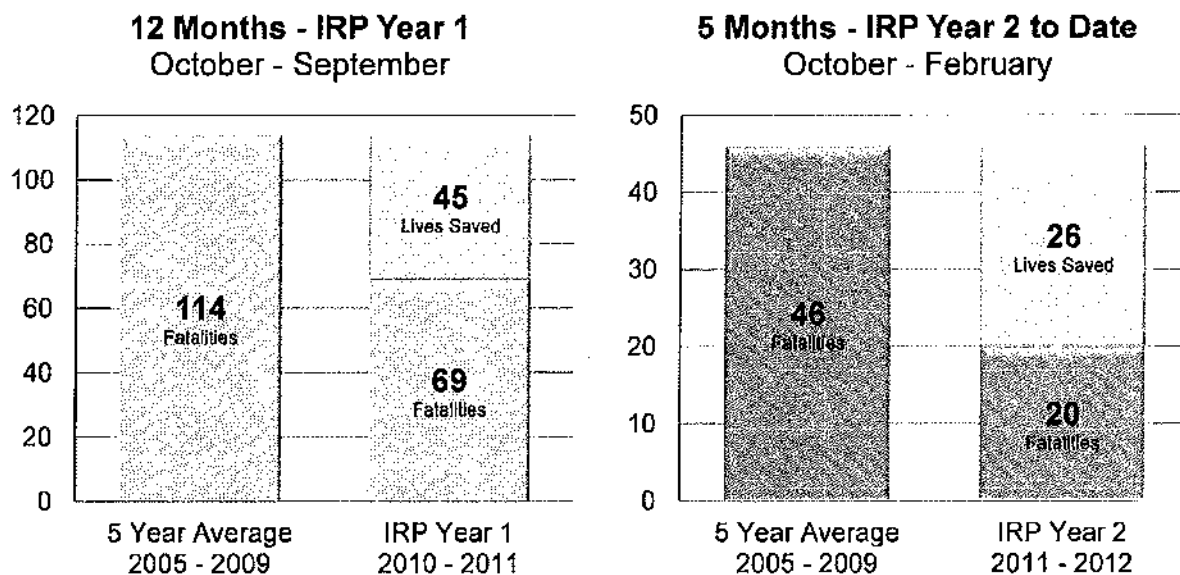 12 Months - IRP Year 1
October - September
120
100
80
60
40
20
0
114
Fatalities
45
Lives Saved
69
Fatalities
5 Year Average
2005 - 2009
IRP Year 1
2010 - 2011
5 Months - IRP Year 2 to Date
October - February
50
40
30
20
10
0
46
Fatalities
26
Lives Saved
20
Fatalities
5 Year Average
2005 - 2009
IRP Year 2
2011 - 2012